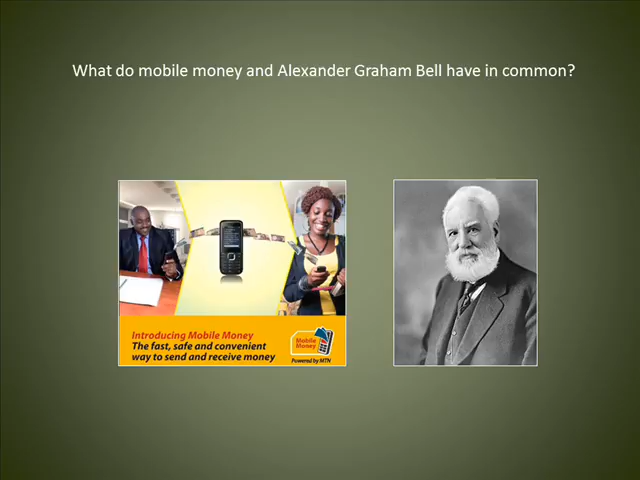 What do mobile money and Alexander Graham Bell have in common?
Introducing Mobile Money
The fast, safe and convenient
way to send and receive money
Mobile
Money
Powered by MTN